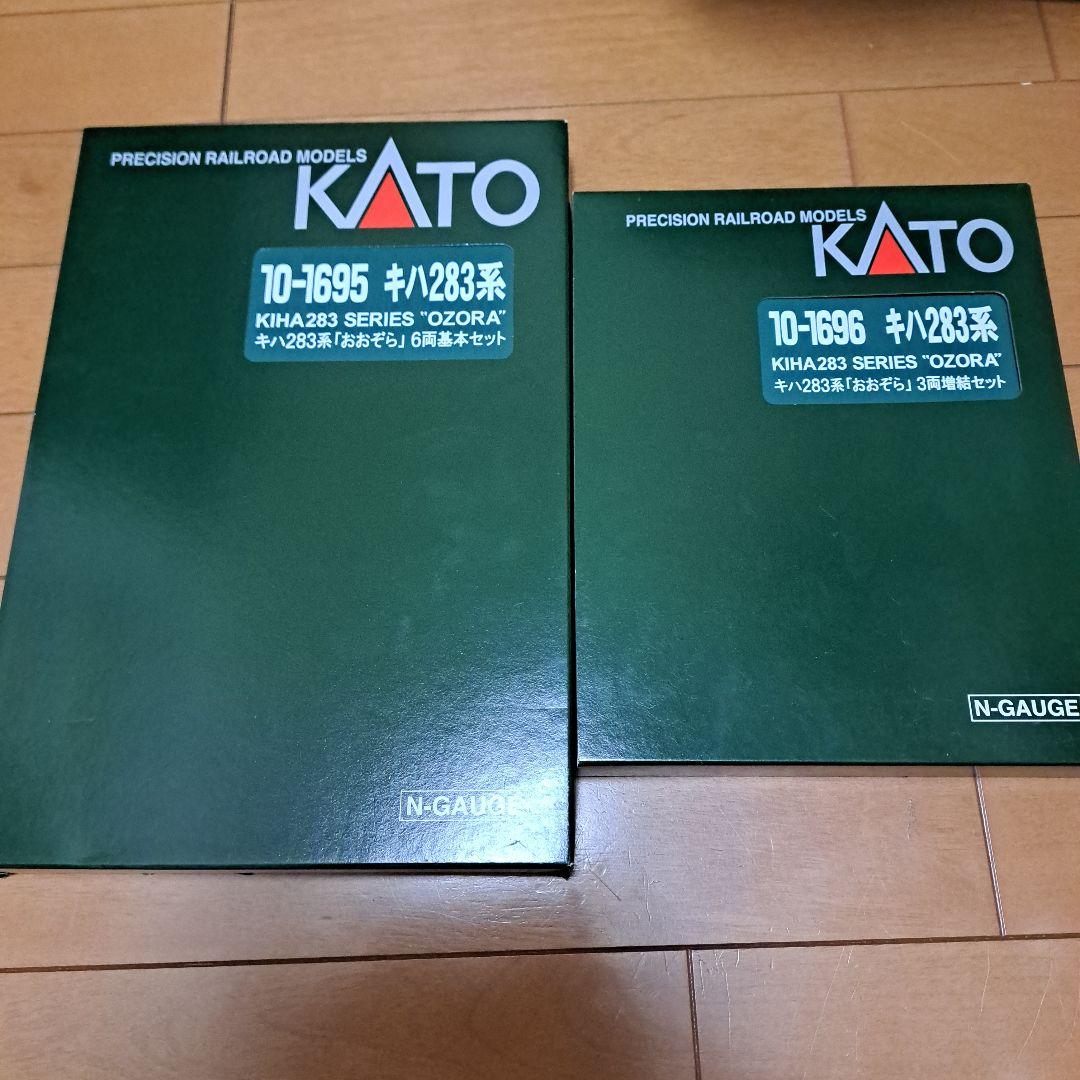 PRECISION RAILROAD MODELS
KATO
10-1695 キハ283系
KIHA283 SERIES "OZORA"
キハ283系「おおぞら」6両基本セット
N-GAUGE
PRECISION RAILROAD MODELS
KATO
10-1696 キハ283系
KIHA283 SERIES "OZORA"
キハ283系「おおぞら」3両増結セット
N-GAUGE